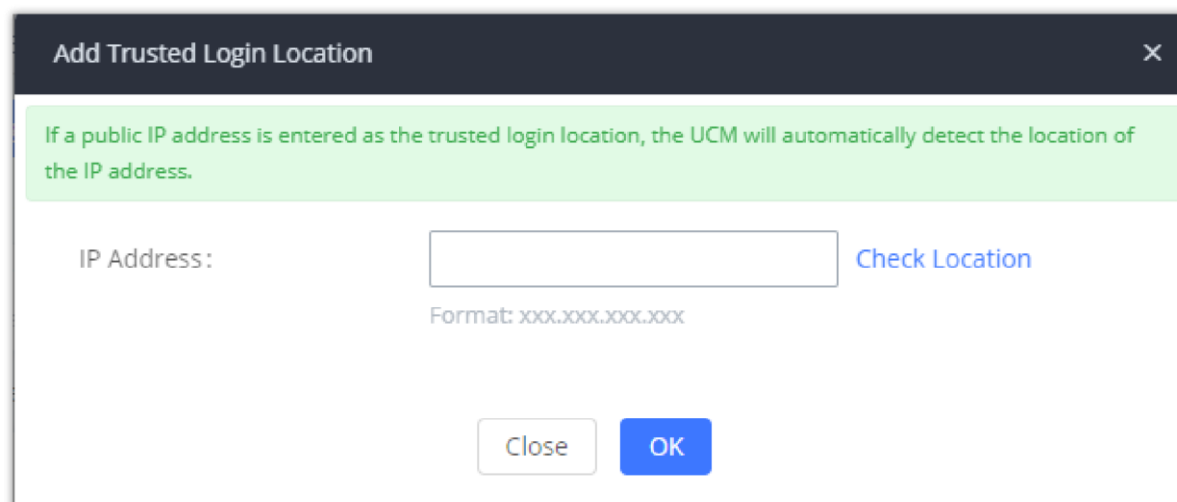 Add Trusted Login Location
If a public IP address is entered as the trusted login location, the UCM will automatically detect the location of
the IP address.
IP Address: Check Location
Format: xxx.xxx.xxx.xxx
Close OK